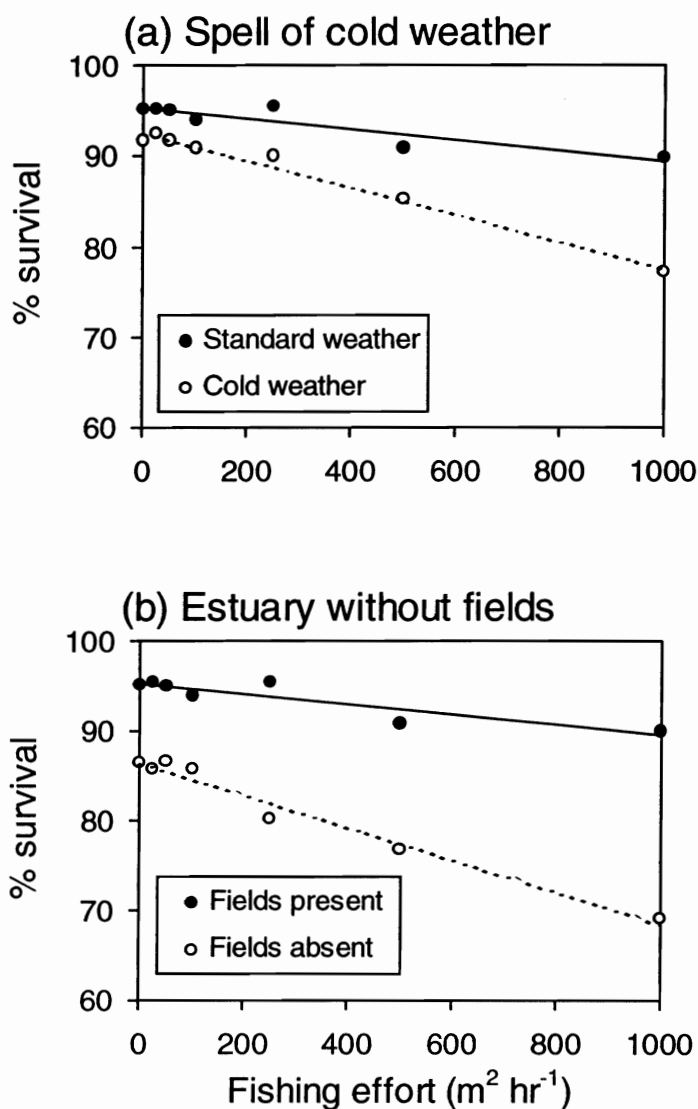 (a) Spell of cold weather
100
90
80
70
60
% survival
● Standard weather
○ Cold weather
0 200 400 600 800 1000
(b) Estuary without fields
100
90
80
70
60
% survival
● Fields present
○ Fields absent
0 200 400 600 800 1000
Fishing effort (m² hr⁻¹)